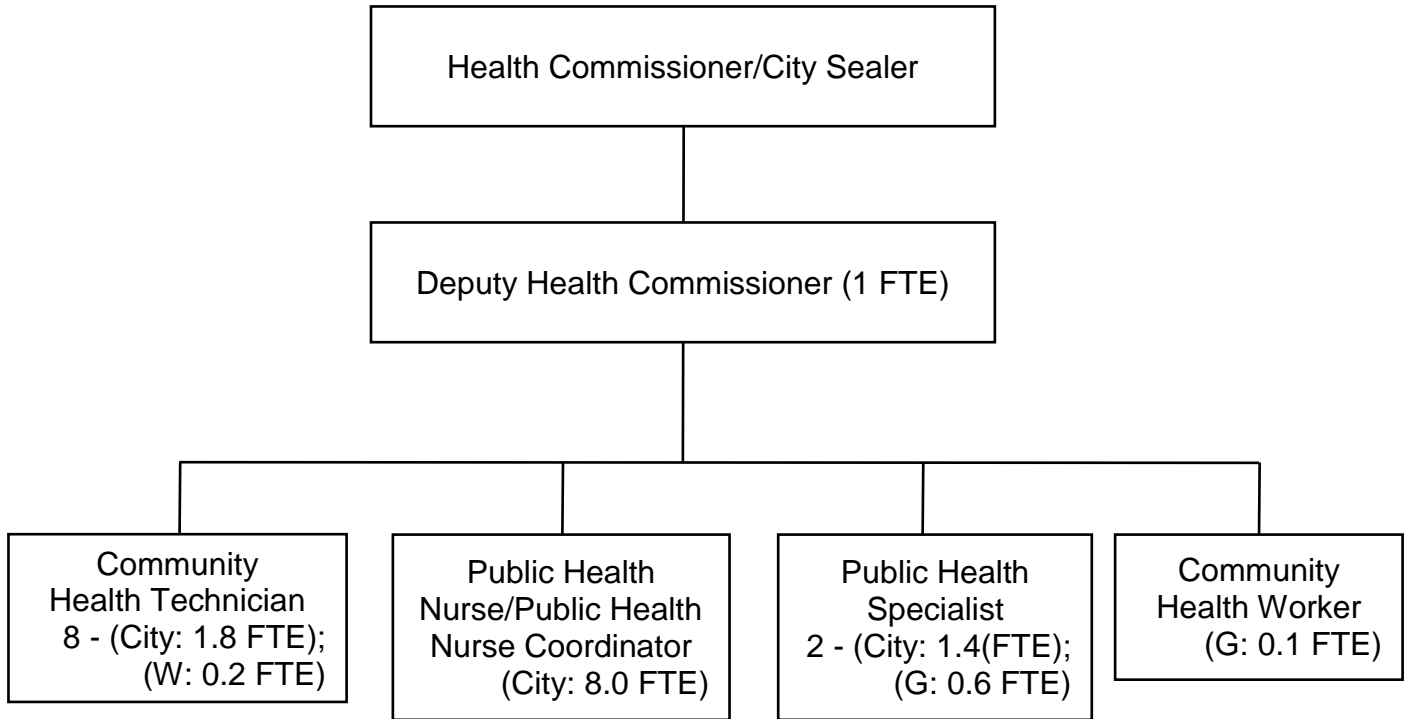 Health Commissioner/City Sealer
Deputy Health Commissioner (1 FTE)
Community
Health Technician
8 - (City: 1.8 FTE);
(W: 0.2 FTE)
Public Health
Nurse/Public Health
Nurse Coordinator
(City: 8.0 FTE)
Public Health
Specialist
2 - (City: 1.4(FTE);
(G: 0.6 FTE)
Community
Health Worker
(G: 0.1 FTE)